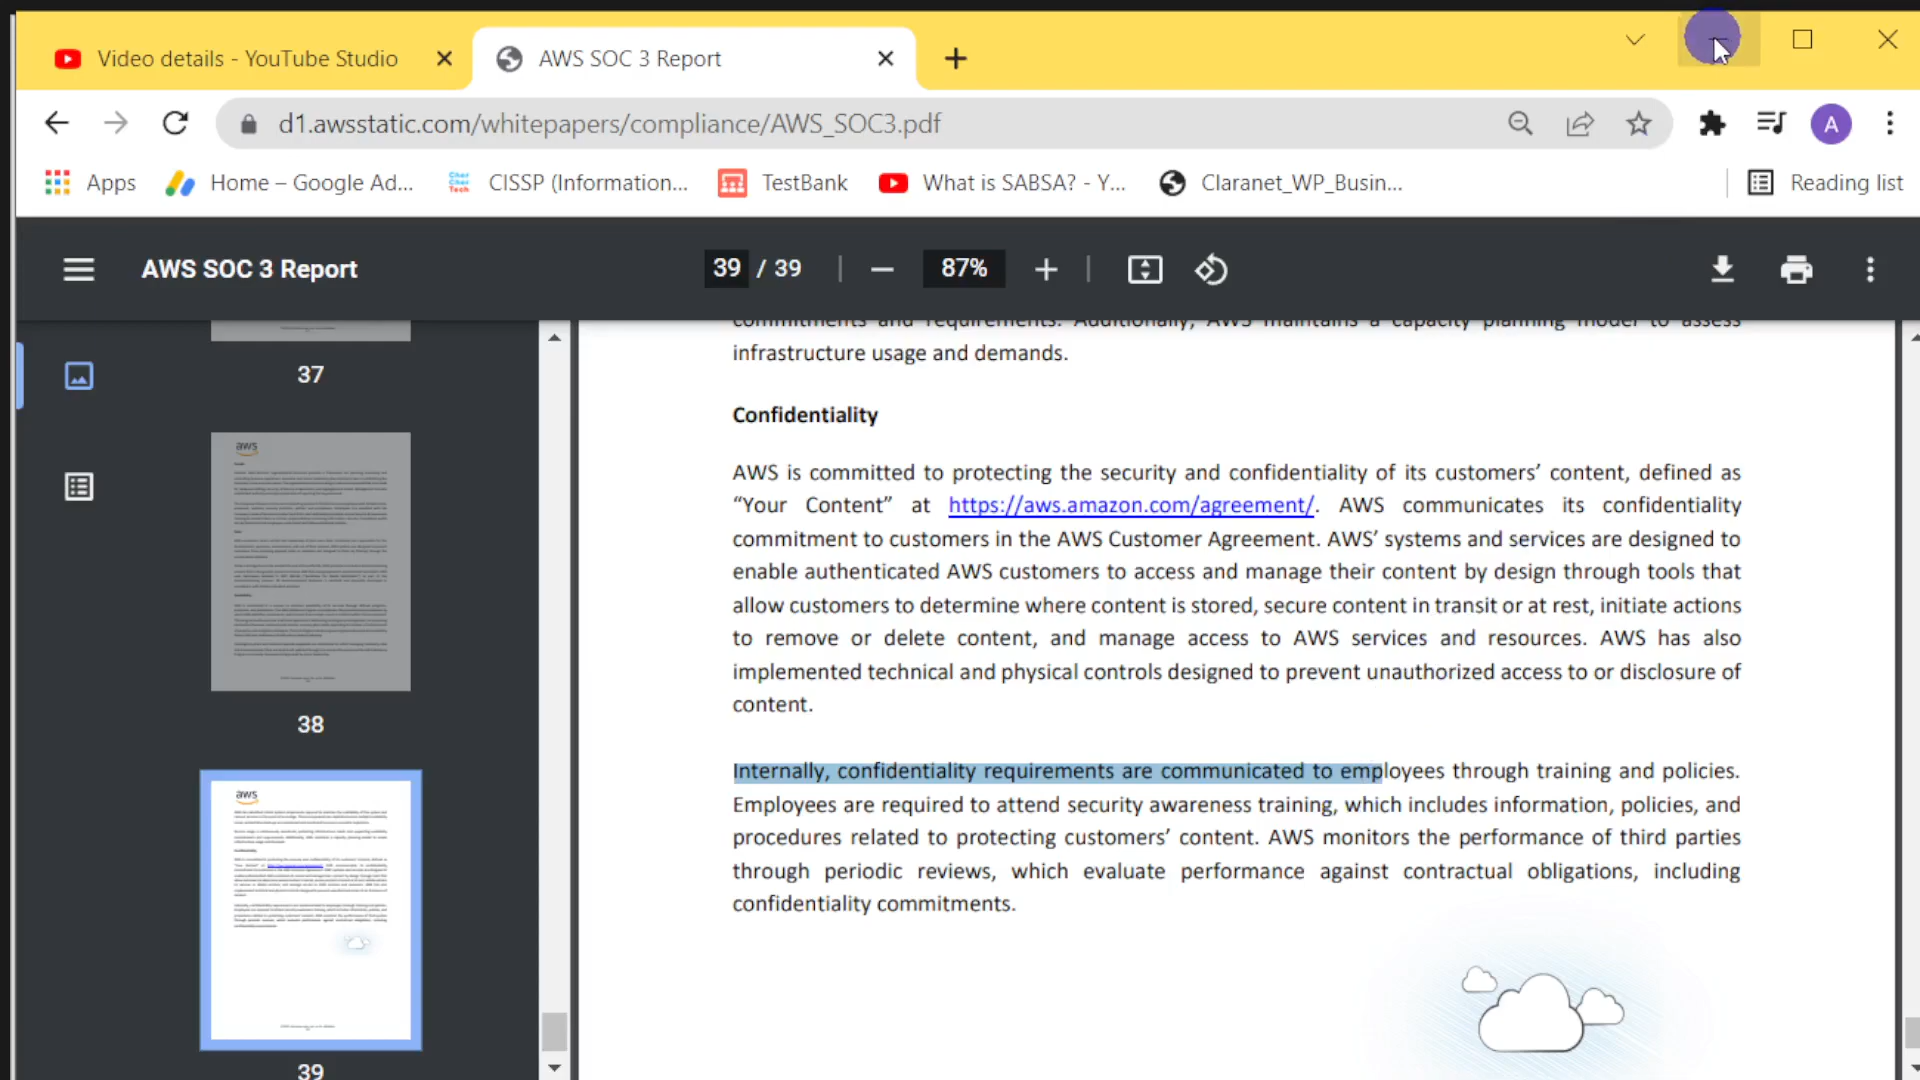 Video details - YouTube Studio
AWS SOC 3 Report
d1.awsstatic.com/whitepapers/compliance/AWS_SOC3.pdf
A
Apps
Home – Google Ad...
Cher Cher Tech
CISSP (Information...
TestBank
What is SABSA? - Y...
Claranet_WP_Busin...
Reading list
AWS SOC 3 Report
39 / 39
87%
37
aws
38
aws
39
commitments and requirements. Additionally, AWS maintains a capacity planning model to assess
infrastructure usage and demands.
Confidentiality
AWS is committed to protecting the security and confidentiality of its customers’ content, defined as
“Your Content” at https://aws.amazon.com/agreement/. AWS communicates its confidentiality
commitment to customers in the AWS Customer Agreement. AWS’ systems and services are designed to
enable authenticated AWS customers to access and manage their content by design through tools that
allow customers to determine where content is stored, secure content in transit or at rest, initiate actions
to remove or delete content, and manage access to AWS services and resources. AWS has also
implemented technical and physical controls designed to prevent unauthorized access to or disclosure of
content.
Internally, confidentiality requirements are communicated to employees through training and policies.
Employees are required to attend security awareness training, which includes information, policies, and
procedures related to protecting customers’ content. AWS monitors the performance of third parties
through periodic reviews, which evaluate performance against contractual obligations, including
confidentiality commitments.